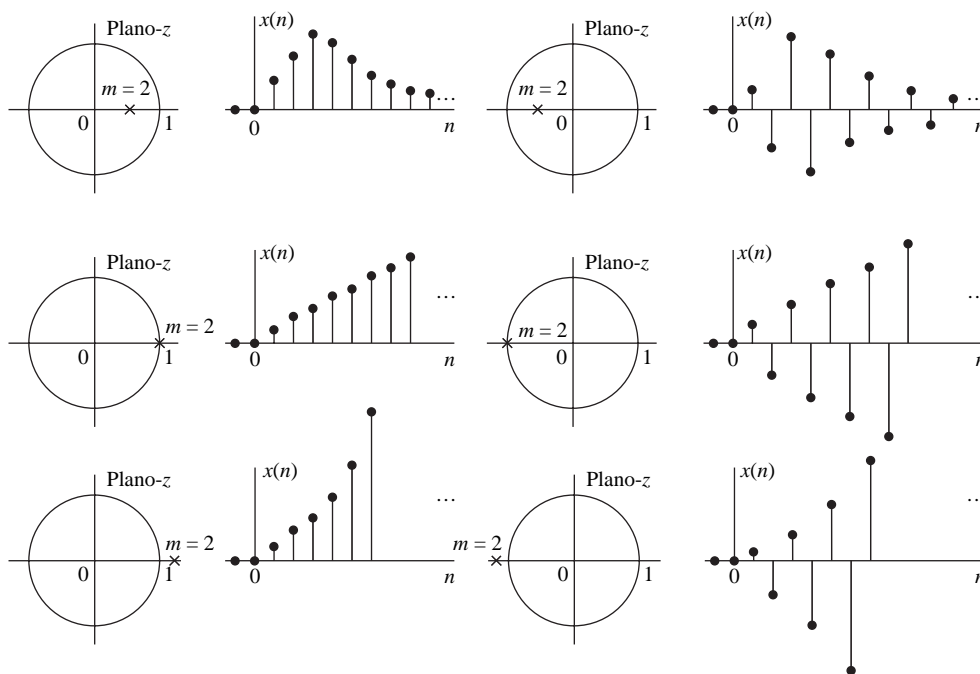 Plano-z
x(n)
m = 2
0
1
0
n
...
Plano-z
x(n)
m = 2
0
1
0
n
...
Plano-z
x(n)
m = 2
0
1
0
n
...
Plano-z
x(n)
m = 2
0
1
0
n
...
Plano-z
x(n)
m = 2
0
1
0
n
...
Plano-z
x(n)
m = 2
0
1
0
n
...